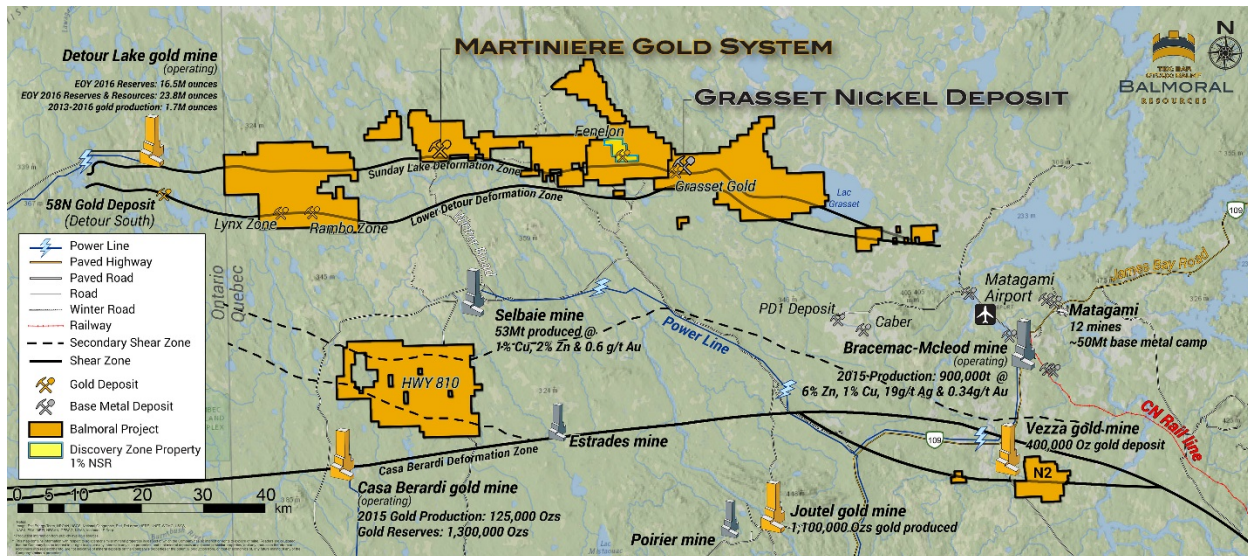 Detour Lake gold mine
(operating)
EOY 2016 Reserves: 16.5M ounces
EOY 2016 Reserves & Resources: 23.8M ounces
2013-2016 gold production: 1.7M ounces
MARTINIERE GOLD SYSTEM
GRASSET NICKEL DEPOSIT
N
BALMORAL
RESOURCES
Fenelon
Sunday Lake Deformation Zone
Grasset Gold
Lower Detour Deformation Zone
Lac
Grasset
109
58N Gold Deposit
(Detour South)
Lynx Zone
Rambo Zone
Power Line
Paved Highway
Paved Road
Road
Winter Road
Railway
Secondary Shear Zone
Shear Zone
Gold Deposit
Base Metal Deposit
Balmoral Project
Discovery Zone Property
1% NSR
Ontario
Quebec
Winter Road
Selbaie mine
53Mt produced @
1% Cu, 2% Zn & 0.6 g/t Au
Power Line
James Bay Road
Matagami
Airport
PD1 Deposit
Caber
Matagami
12 mines
~50Mt base metal camp
Bracemac-Mcleod mine
(operating)
2015 Production: 900,000t @
6% Zn, 1% Cu, 19g/t Ag & 0.34g/t Au
HWY 810
Estrades mine
CN Rail line
Vezza gold mine
400,000 Oz gold deposit
109
N2
Casa Berardi Deformation Zone
Casa Berardi gold mine
(operating)
2015 Gold Production: 125,000 Ozs
Gold Reserves: 1,300,000 Ozs
Joutel gold mine
1,100,000 Ozs gold produced
Poirier mine
0 10 20 30 40
km